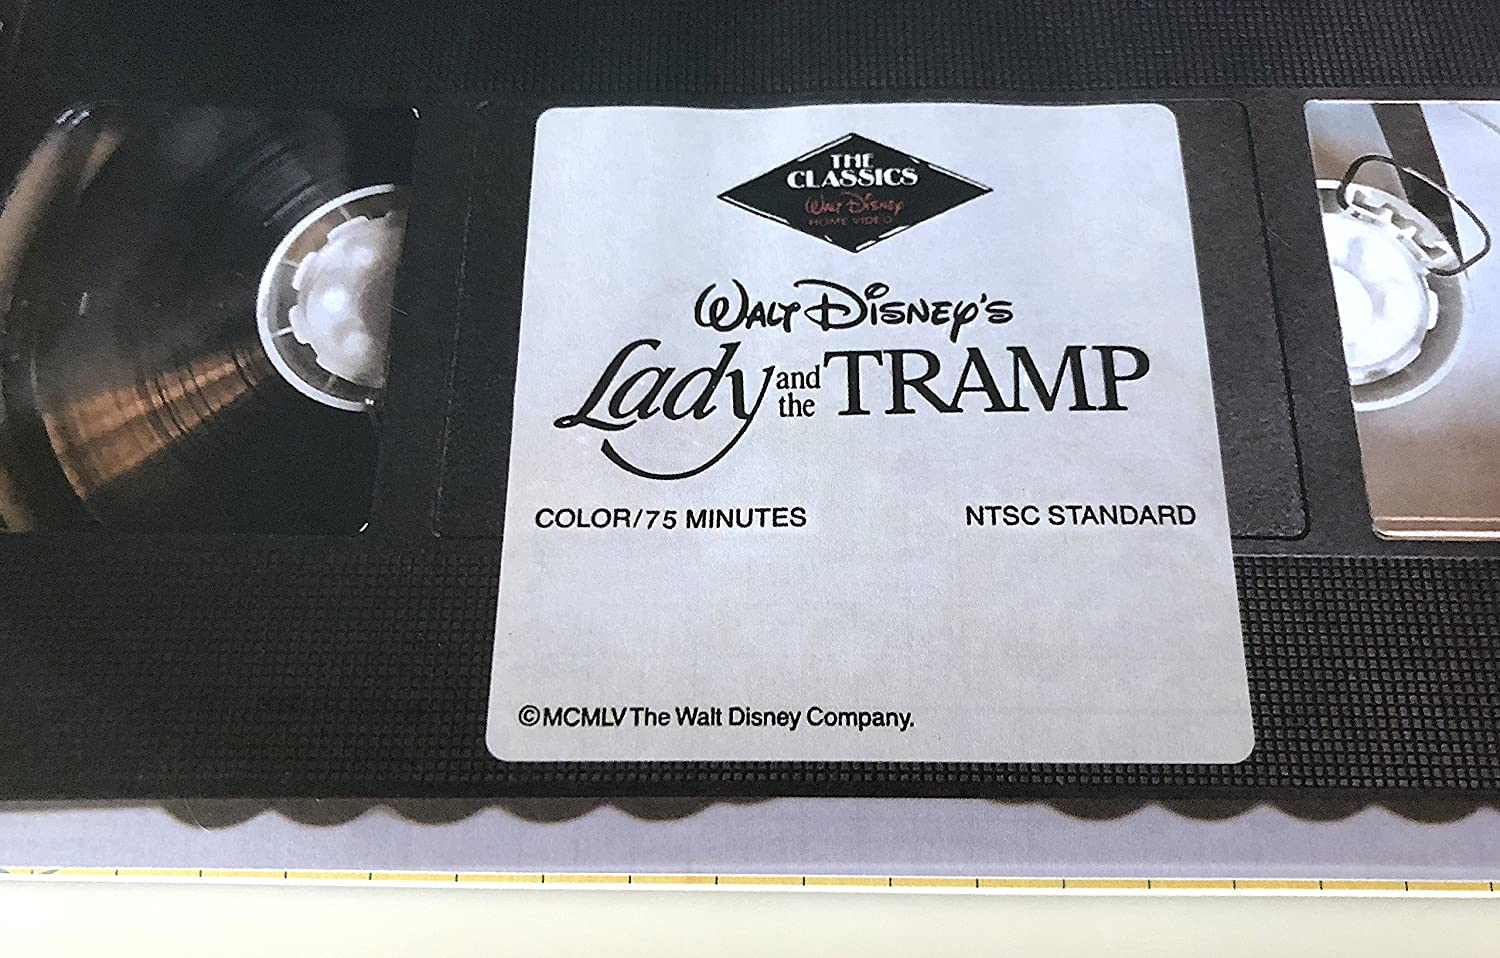 THE
CLASSICS
WALT DISNEY
HOME VIDEO
WALT DISNEY'S
Lady and the TRAMP
COLOR/75 MINUTES
NTSC STANDARD
©MCMLV The Walt Disney Company.